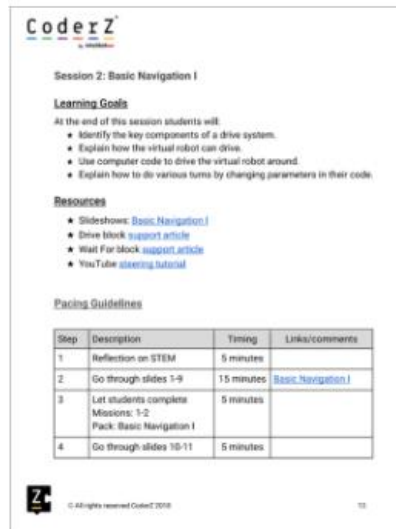 CoderZ
by intelitek
Session 2: Basic Navigation I
Learning Goals
At the end of this session students will:
★ Identify the key components of a drive system.
★ Explain how the virtual robot can drive.
★ Use computer code to drive the virtual robot around.
★ Explain how to do various turns by changing parameters in their code.
Resources
★ Slideshows: Basic Navigation I
★ Drive block support article
★ Wait For block support article
★ YouTube steering tutorial
Pacing Guidelines
Step Description Timing Links/comments
1 Reflection on STEM 5 minutes
2 Go through slides 1-9 15 minutes Basic Navigation I
3 Let students complete 5 minutes
Missions: 1-2
Pack: Basic Navigation I
4 Go through slides 10-11 5 minutes
Z
© All rights reserved CoderZ 2018